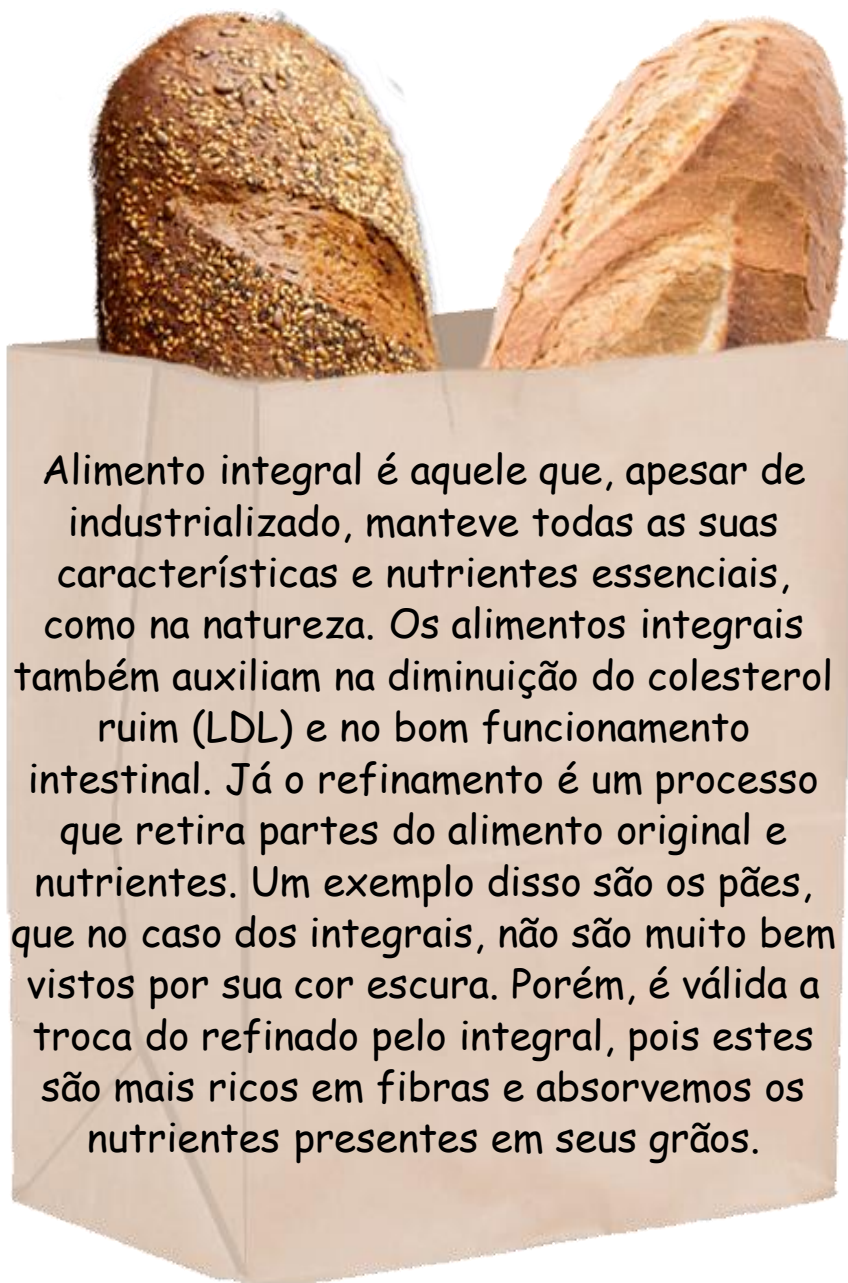 Alimento integral é aquele que, apesar de
industrializado, manteve todas as suas
características e nutrientes essenciais,
como na natureza. Os alimentos integrais
também auxiliam na diminuição do colesterol
ruim (LDL) e no bom funcionamento
intestinal. Já o refinamento é um processo
que retira partes do alimento original e
nutrientes. Um exemplo disso são os pães,
que no caso dos integrais, não são muito bem
vistos por sua cor escura. Porém, é válida a
troca do refinado pelo integral, pois estes
são mais ricos em fibras e absorvemos os
nutrientes presentes em seus grãos.